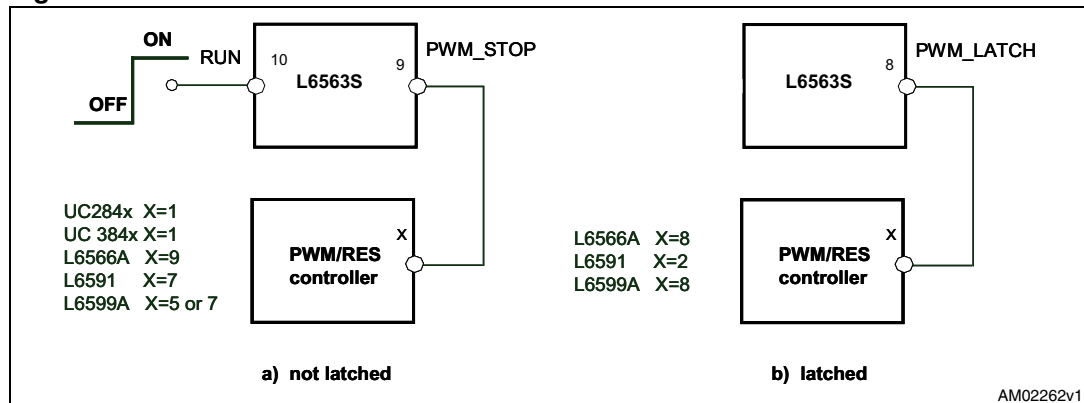 ON
RUN
OFF
10
L6563S
9
PWM_STOP
UC284x X=1
UC 384x X=1
L6566A X=9
L6591 X=7
L6599A X=5 or 7
X
PWM/RES
controller
a) not latched
L6563S
8
PWM_LATCH
L6566A X=8
L6591 X=2
L6599A X=8
X
PWM/RES
controller
b) latched
AM02262v1